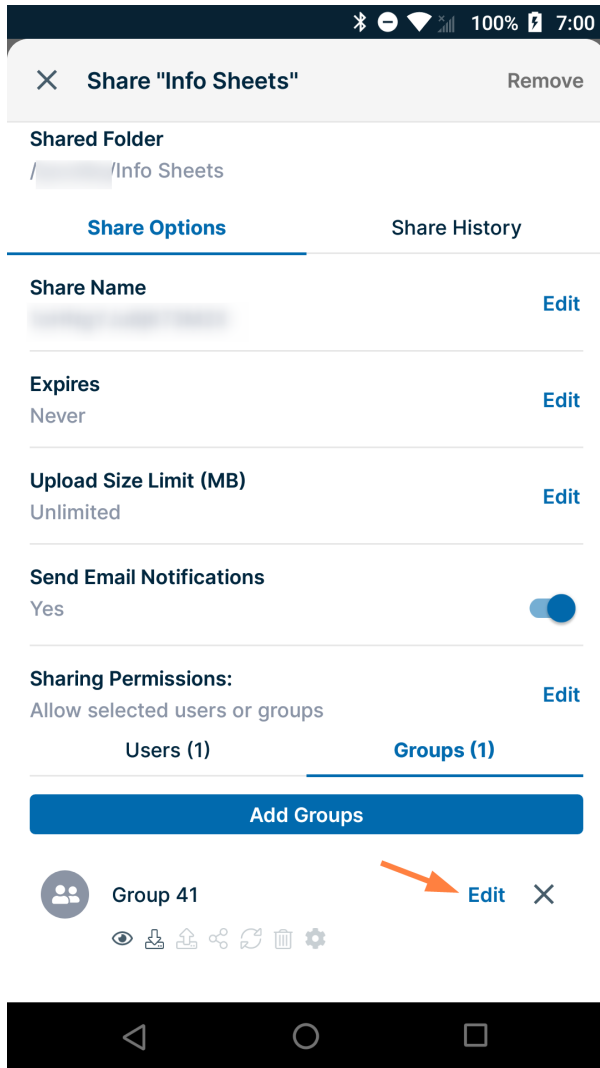 100% 7:00
Share "Info Sheets" Remove
Shared Folder
/ /Info Sheets
Share Options Share History
Share Name
Edit
Expires
Never
Edit
Upload Size Limit (MB)
Unlimited
Edit
Send Email Notifications
Yes
Sharing Permissions:
Allow selected users or groups
Edit
Users (1) Groups (1)
Add Groups
Group 41 Edit